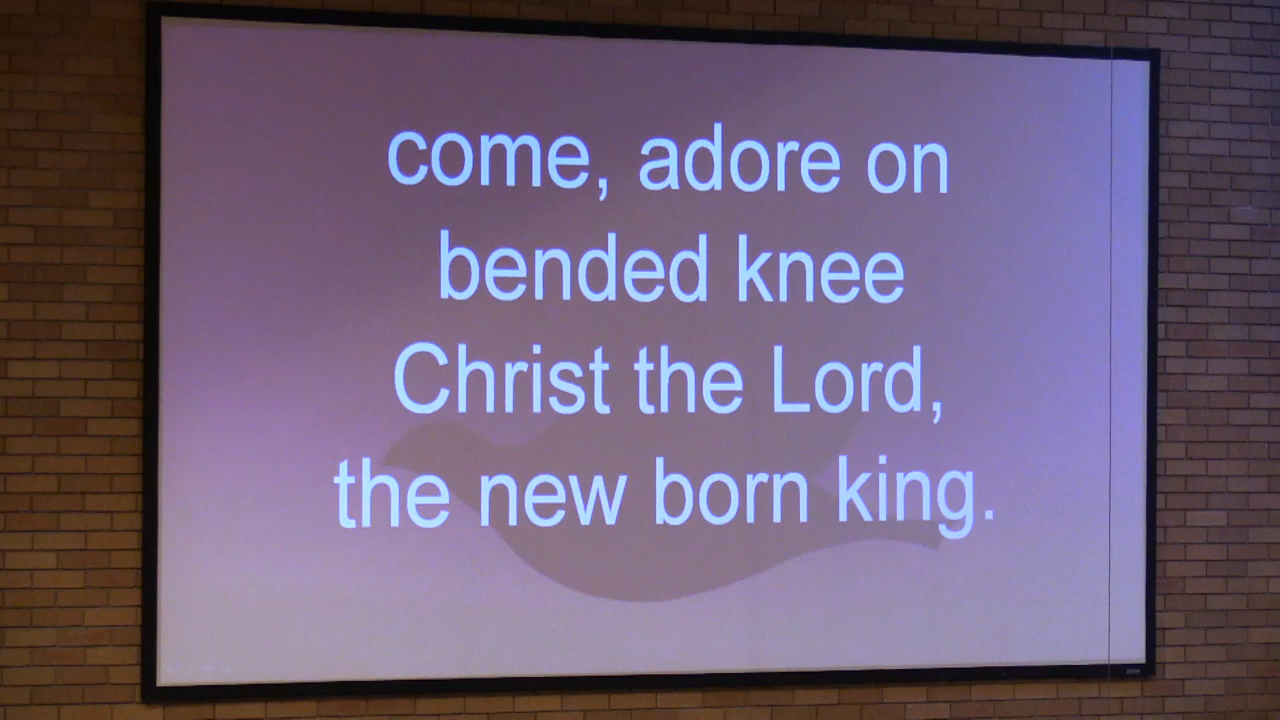 come, adore on
bended knee
Christ the Lord,
the new born king.